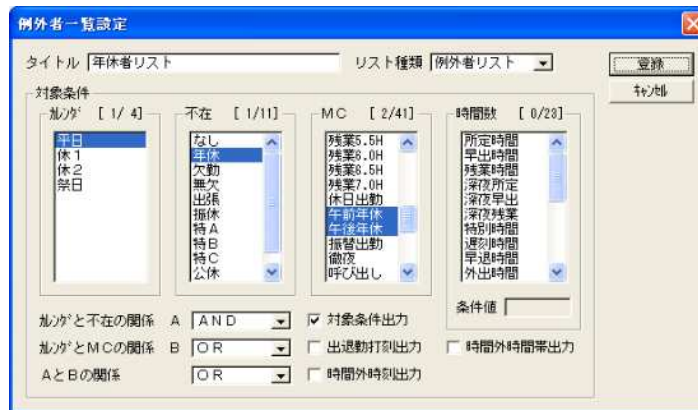 例外者一覧設定
タイトル 年休者リスト リスト種類 例外者リスト 登録
ｷｬﾝｾﾙ
対象条件
ｶﾚﾝﾀﾞ [ 1/ 4] 不在 [ 1/11] ＭＣ [ 2/41] 時間数 [ 0/23]
平日 なし 残業5.5H 所定時間
休１ 年休 残業6.0H 早出時間
休２ 欠勤 残業6.5H 残業時間
祭日 無欠 残業7.0H 深夜所定
出張 休日出勤 深夜早出
振休 午前年休 深夜残業
特Ａ 午後年休 特別時間
特Ｂ 振替出勤 遅刻時間
特Ｃ 徹夜 早退時間
公休 呼び出し 外出時間
条件値
ｶﾚﾝﾀﾞと不在の関係 Ａ ＡＮＤ 対象条件出力
ｶﾚﾝﾀﾞとＭＣの関係 Ｂ ＯＲ 出退勤打刻出力 時間外時間帯出力
ＡとＢの関係 ＯＲ 時間外時刻出力